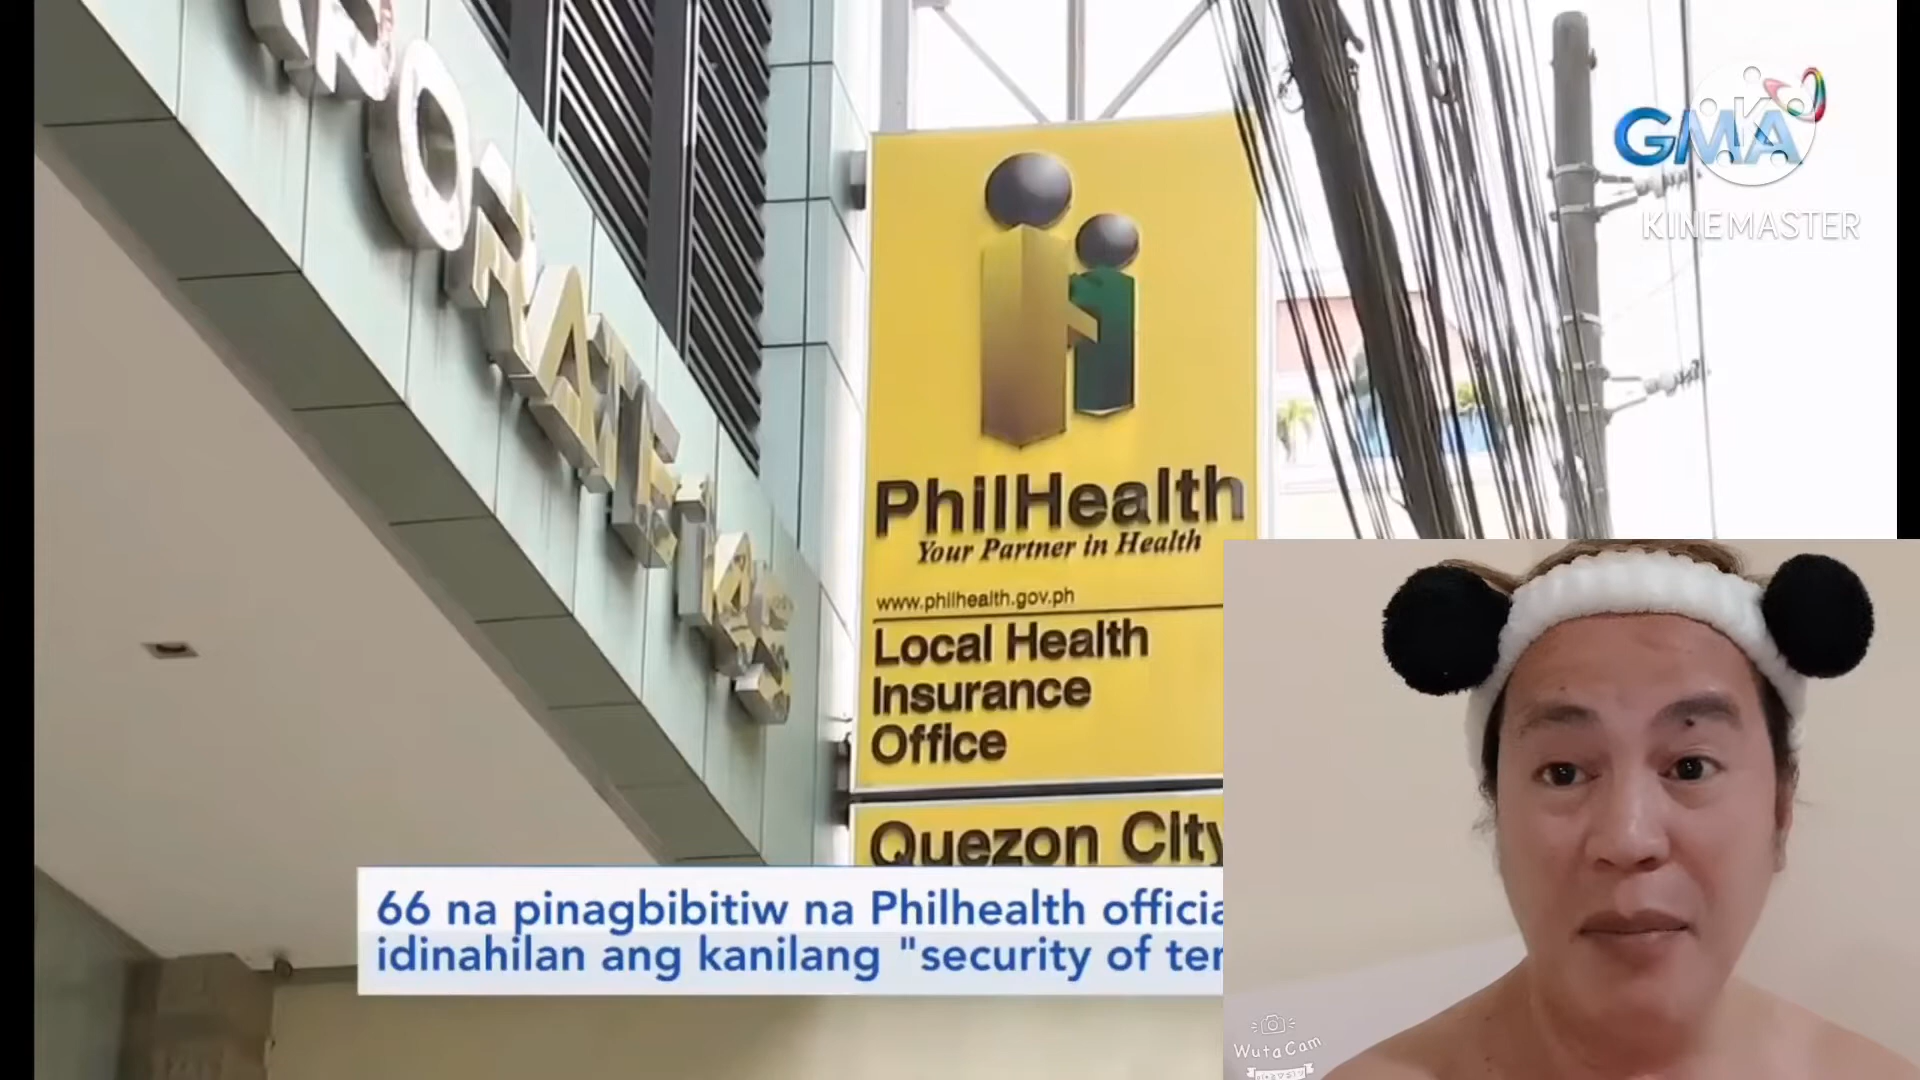 PORATE
GMA
KINEMASTER
PhilHealth
Your Partner in Health
www.philhealth.gov.ph
Local Health
Insurance
Office
Quezon City
66 na pinagbibitiw na Philhealth officia
idinahilan ang kanilang "security of ter
WutaCam